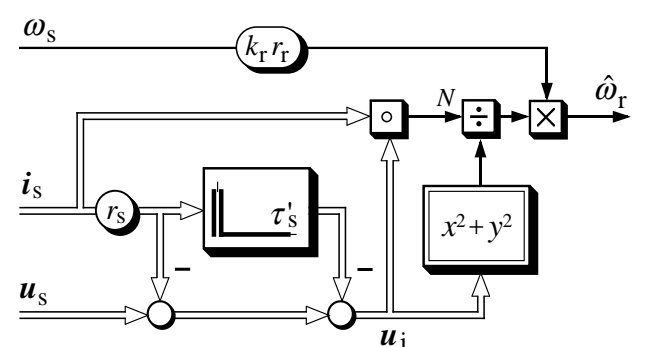 ωs
kr rr
N
÷
×
ω̂r
is
rs
τ's
x²+y²
−
−
us
ui